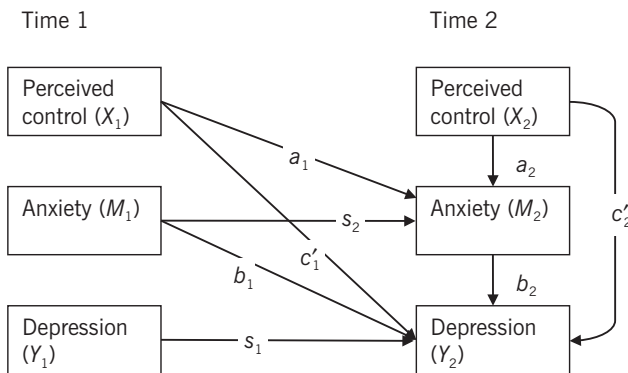 Time 1
Time 2
Perceived
control (X₁)
Perceived
control (X₂)
a₁
a₂
Anxiety (M₁)
s₂
Anxiety (M₂)
c′₁
c′₂
b₁
b₂
Depression
(Y₁)
s₁
Depression
(Y₂)